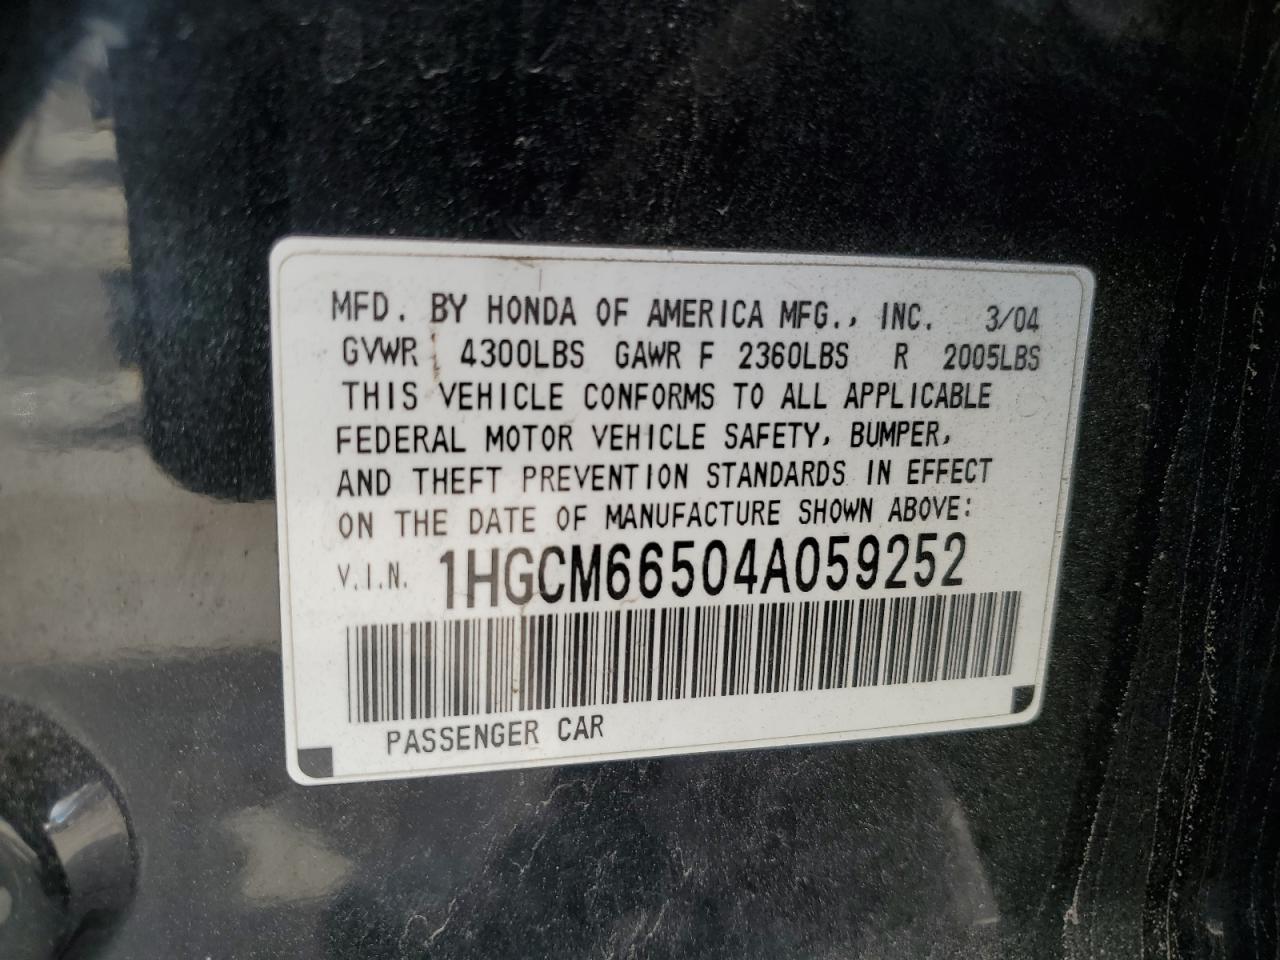 MFD. BY HONDA OF AMERICA MFG., INC. 3/04
GVWR 4300LBS GAWR F 2360LBS R 2005LBS
THIS VEHICLE CONFORMS TO ALL APPLICABLE
FEDERAL MOTOR VEHICLE SAFETY, BUMPER,
AND THEFT PREVENTION STANDARDS IN EFFECT
ON THE DATE OF MANUFACTURE SHOWN ABOVE:
V.I.N. 1HGCM66504A059252
PASSENGER CAR